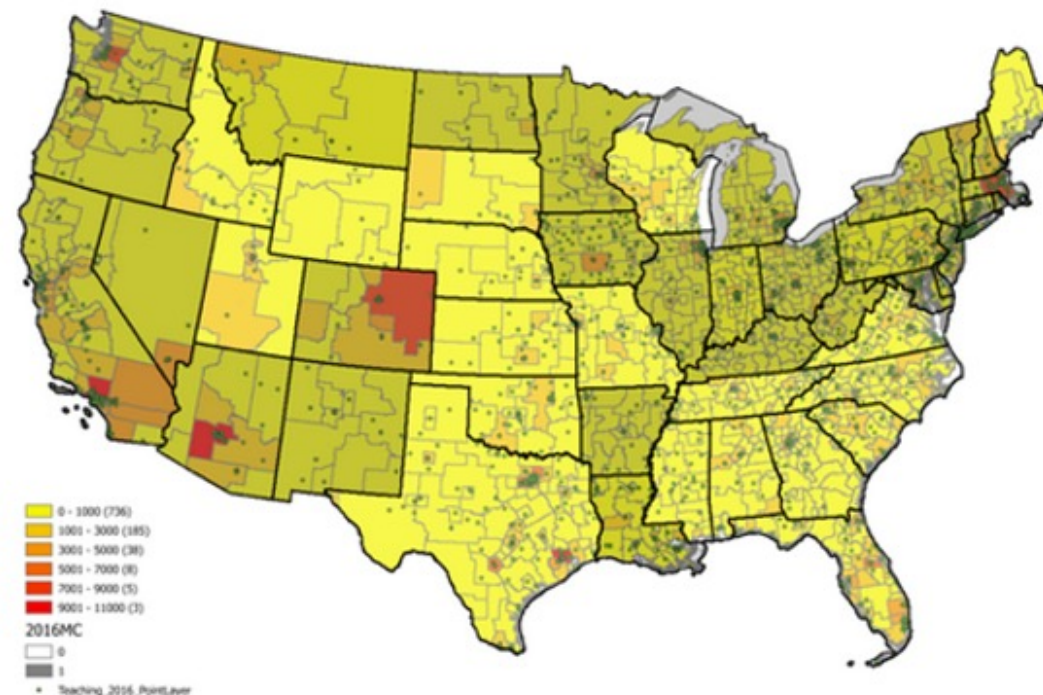 0 - 1000 (736)
1001 - 3000 (185)
3001 - 5000 (38)
5001 - 7000 (8)
7001 - 9000 (5)
9001 - 11000 (3)
2016MC
0
1
Teaching_2016_PointLayer